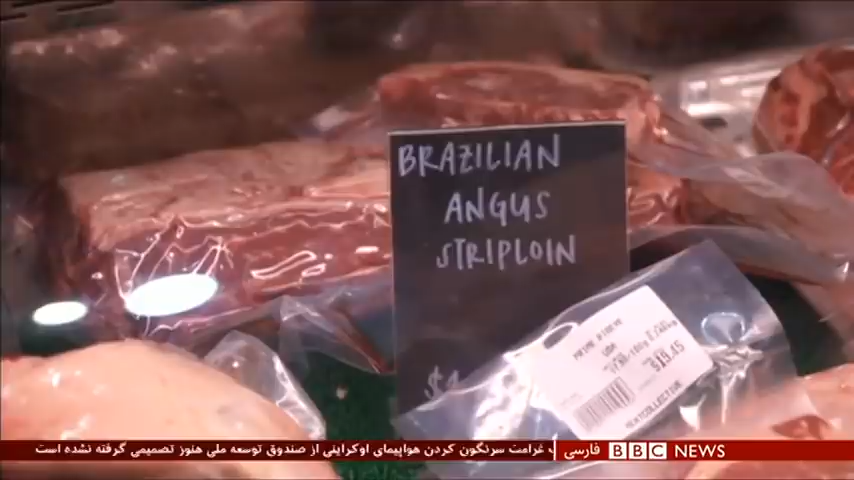 BRAZILIAN
ANGUS
STRIPLOIN
$19.45
غرامت سرنگون کردن هواپیمای اوکراینی از صندوق توسعه ملی هنوز تصمیمی گرفته نشده است
BBC NEWS فارسی